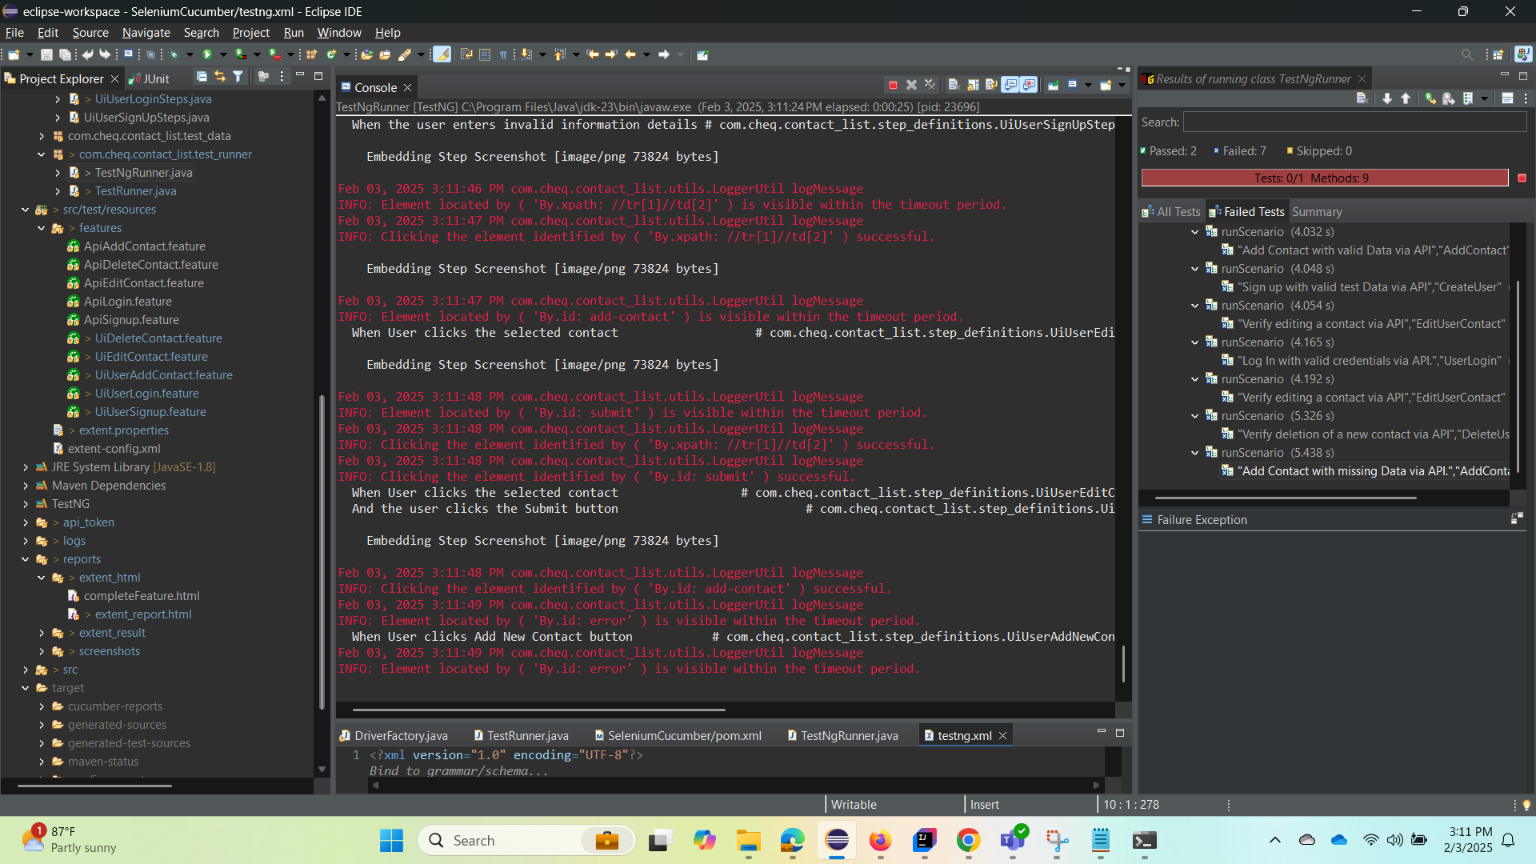 eclipse-workspace - SeleniumCucumber/testng.xml - Eclipse IDE
File Edit Source Navigate Search Project Run Window Help
Project Explorer
JUnit
> UiUserLoginSteps.java
UiUserSignUpSteps.java
com.cheq.contact_list.test_data
> com.cheq.contact_list.test_runner
> TestNgRunner.java
> TestRunner.java
> src/test/resources
> features
ApiAddContact.feature
ApiDeleteContact.feature
ApiEditContact.feature
ApiLogin.feature
ApiSignup.feature
> UiDeleteContact.feature
> UiEditContact.feature
> UiUserAddContact.feature
> UiUserLogin.feature
> UiUserSignup.feature
> extent.properties
extent-config.xml
JRE System Library [JavaSE-1.8]
Maven Dependencies
TestNG
> api_token
> logs
> reports
> extent_html
completeFeature.html
> extent_report.html
> extent_result
> screenshots
> src
target
cucumber-reports
generated-sources
generated-test-sources
maven-status
Console
TestNgRunner [TestNG] C:\Program Files\Java\jdk-23\bin\javaw.exe (Feb 3, 2025, 3:11:24 PM elapsed: 0:00:25) [pid: 23696]
When the user enters invalid information details # com.cheq.contact_list.step_definitions.UiUserSignUpStep
Embedding Step Screenshot [image/png 73824 bytes]
Feb 03, 2025 3:11:46 PM com.cheq.contact_list.utils.LoggerUtil logMessage
INFO: Element located by ( 'By.xpath: //tr[1]//td[2]' ) is visible within the timeout period.
Feb 03, 2025 3:11:47 PM com.cheq.contact_list.utils.LoggerUtil logMessage
INFO: Clicking the element identified by ( 'By.xpath: //tr[1]//td[2]' ) successful.
Embedding Step Screenshot [image/png 73824 bytes]
Feb 03, 2025 3:11:47 PM com.cheq.contact_list.utils.LoggerUtil logMessage
INFO: Element located by ( 'By.id: add-contact' ) is visible within the timeout period.
When User clicks the selected contact # com.cheq.contact_list.step_definitions.UiUserEdi
Embedding Step Screenshot [image/png 73824 bytes]
Feb 03, 2025 3:11:48 PM com.cheq.contact_list.utils.LoggerUtil logMessage
INFO: Element located by ( 'By.id: submit' ) is visible within the timeout period.
Feb 03, 2025 3:11:48 PM com.cheq.contact_list.utils.LoggerUtil logMessage
INFO: Clicking the element identified by ( 'By.xpath: //tr[1]//td[2]' ) successful.
Feb 03, 2025 3:11:48 PM com.cheq.contact_list.utils.LoggerUtil logMessage
INFO: Clicking the element identified by ( 'By.id: submit' ) successful.
When User clicks the selected contact # com.cheq.contact_list.step_definitions.UiUserEditC
And the user clicks the Submit button # com.cheq.contact_list.step_definitions.Ui
Embedding Step Screenshot [image/png 73824 bytes]
Feb 03, 2025 3:11:48 PM com.cheq.contact_list.utils.LoggerUtil logMessage
INFO: Clicking the element identified by ( 'By.id: add-contact' ) successful.
Feb 03, 2025 3:11:49 PM com.cheq.contact_list.utils.LoggerUtil logMessage
INFO: Element located by ( 'By.id: error' ) is visible within the timeout period.
When User clicks Add New Contact button # com.cheq.contact_list.step_definitions.UiUserAddNewCon
Feb 03, 2025 3:11:49 PM com.cheq.contact_list.utils.LoggerUtil logMessage
INFO: Element located by ( 'By.id: error' ) is visible within the timeout period.
DriverFactory.java TestRunner.java SeleniumCucumber/pom.xml TestNgRunner.java testng.xml
1 <?xml version="1.0" encoding="UTF-8"?>
Bind to grammar/schema...
Results of running class TestNgRunner
Search:
Passed: 2 Failed: 7 Skipped: 0
Tests: 0/1 Methods: 9
All Tests Failed Tests Summary
runScenario (4.032 s)
"Add Contact with valid Data via API","AddContact"
runScenario (4.048 s)
"Sign up with valid test Data via API","CreateUser"
runScenario (4.054 s)
"Verify editing a contact via API","EditUserContact"
runScenario (4.165 s)
"Log In with valid credentials via API.","UserLogin"
runScenario (4.192 s)
"Verify editing a contact via API","EditUserContact"
runScenario (5.326 s)
"Verify deletion of a new contact via API","DeleteUs
runScenario (5.438 s)
"Add Contact with missing Data via API.","AddConta
Failure Exception
Writable Insert 10 : 1 : 278
1
87°F
Partly sunny
Search
3:11 PM
2/3/2025